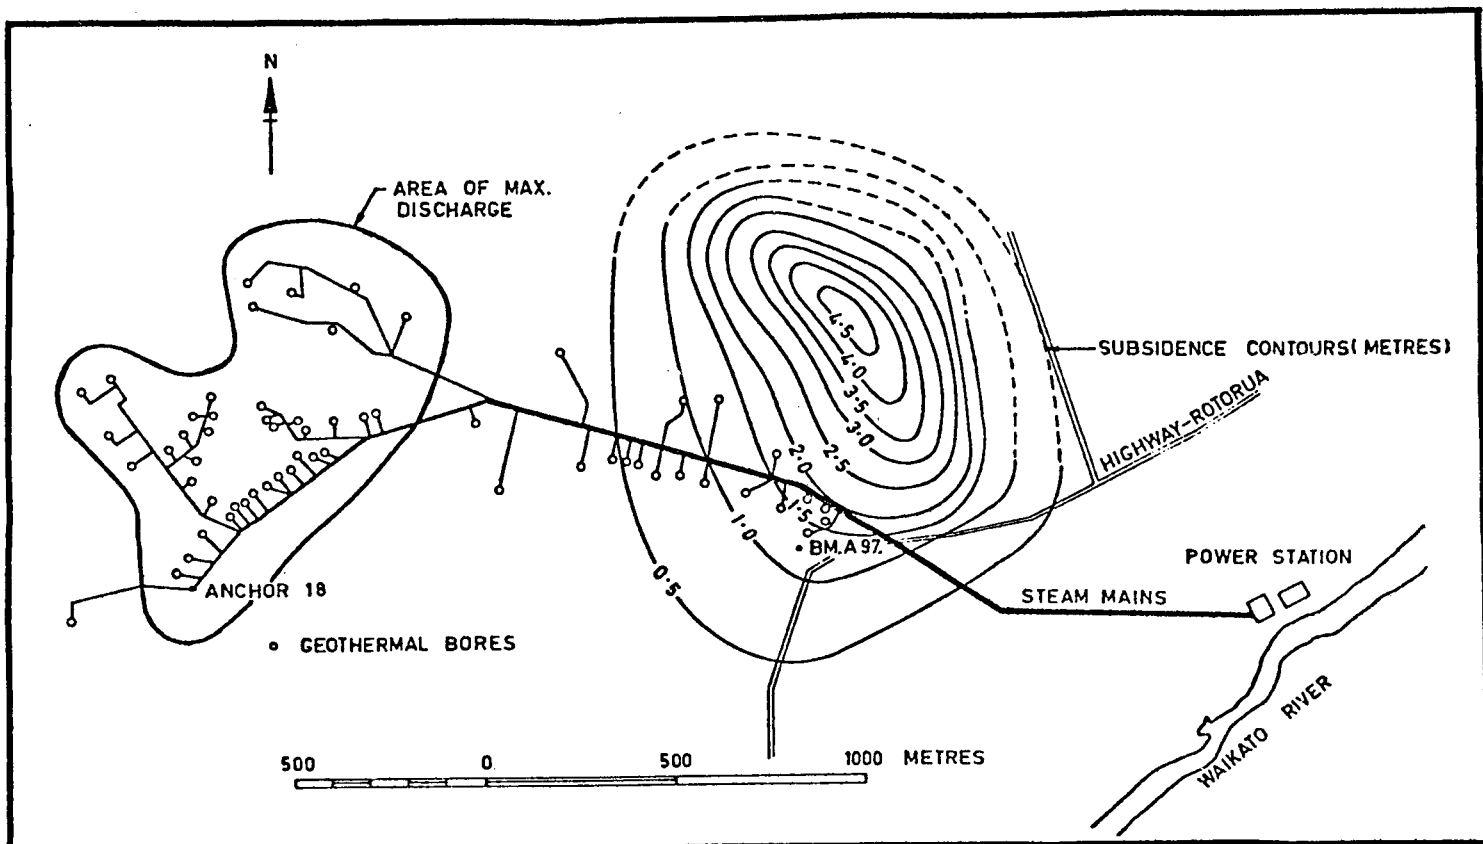 N
AREA OF MAX.
DISCHARGE
4·5
4·0
3·5
3·0
2·5
2·0
1·5
1·0
0·5
SUBSIDENCE CONTOURS (METRES)
HIGHWAY-ROTORUA
BM.A 97.
POWER STATION
STEAM MAINS
ANCHOR 18
GEOTHERMAL BORES
WAIKATO RIVER
500 0 500 1000 METRES